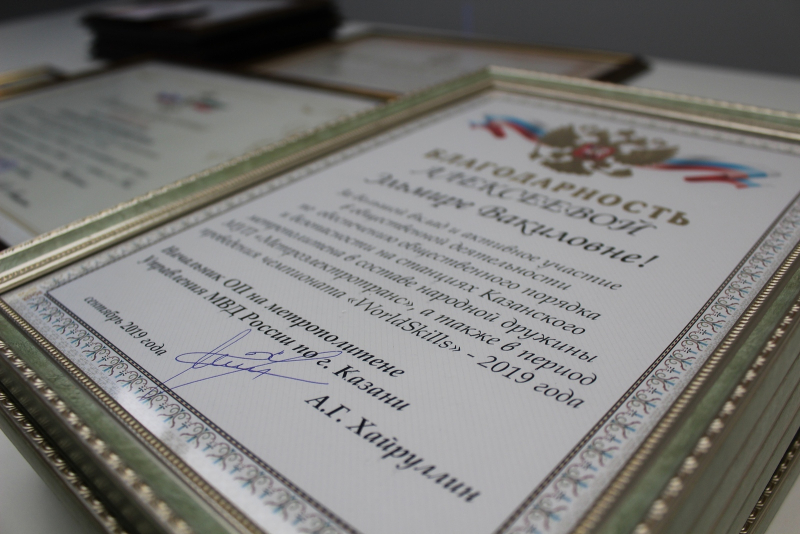 БЛАГОДАРНОСТЬ
АЛЕКСЕЕВОЙ
Эльмире Вакиловне!
За большой вклад и активное участие
в общественной деятельности
по обеспечению общественного порядка
и безопасности на станциях Казанского
метрополитена в составе народной дружины
МУП «Метроэлектротранс», а также в период
проведения чемпионата «WorldSkills» - 2019 года
Начальник ОП на метрополитене
Управления МВД России по г. Казани
А.Г. Хайруллин
сентябрь 2019 года